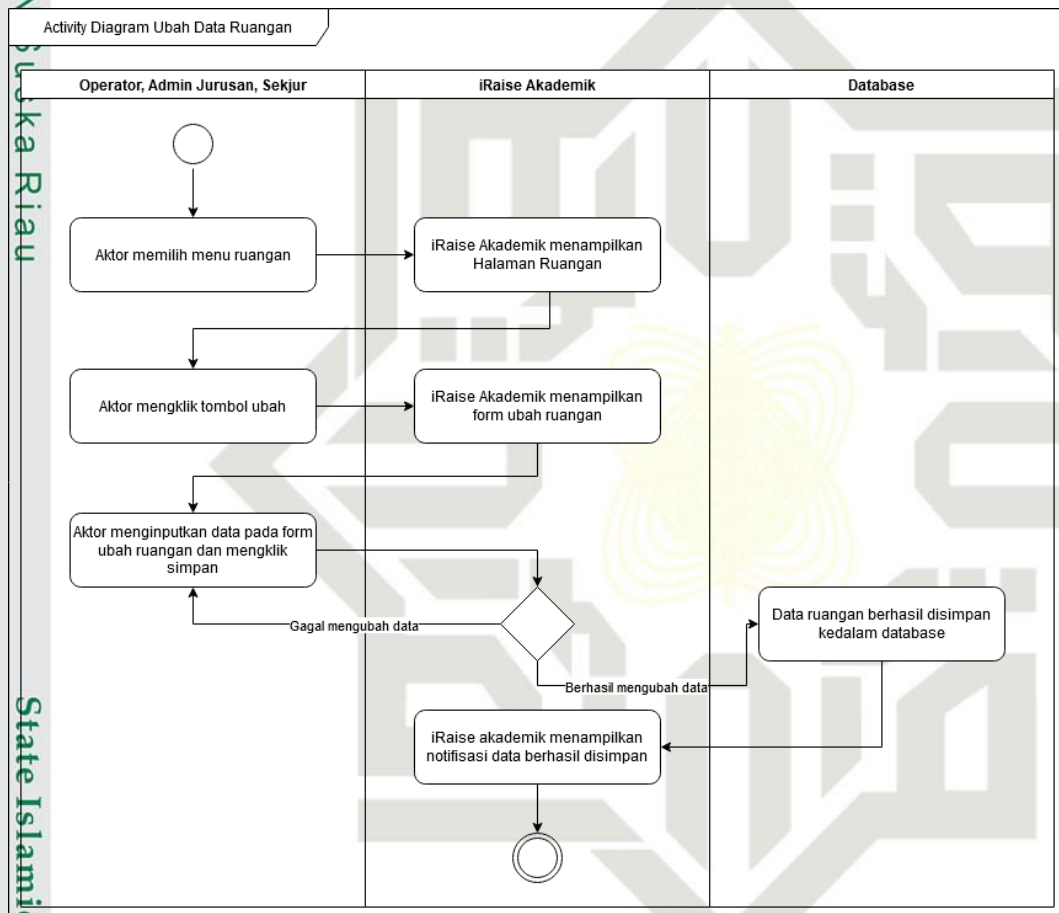 Activity Diagram Ubah Data Ruangan
Operator, Admin Jurusan, Sekjur
iRaise Akademik
Database
Aktor memilih menu ruangan
iRaise Akademik menampilkan
Halaman Ruangan
Aktor mengklik tombol ubah
iRaise Akademik menampilkan
form ubah ruangan
Aktor menginputkan data pada form
ubah ruangan dan mengklik
simpan
Gagal mengubah data
Berhasil mengubah data
Data ruangan berhasil disimpan
kedalam database
iRaise akademik menampilkan
notifisasi data berhasil disimpan
Suska Riau
State Islamic